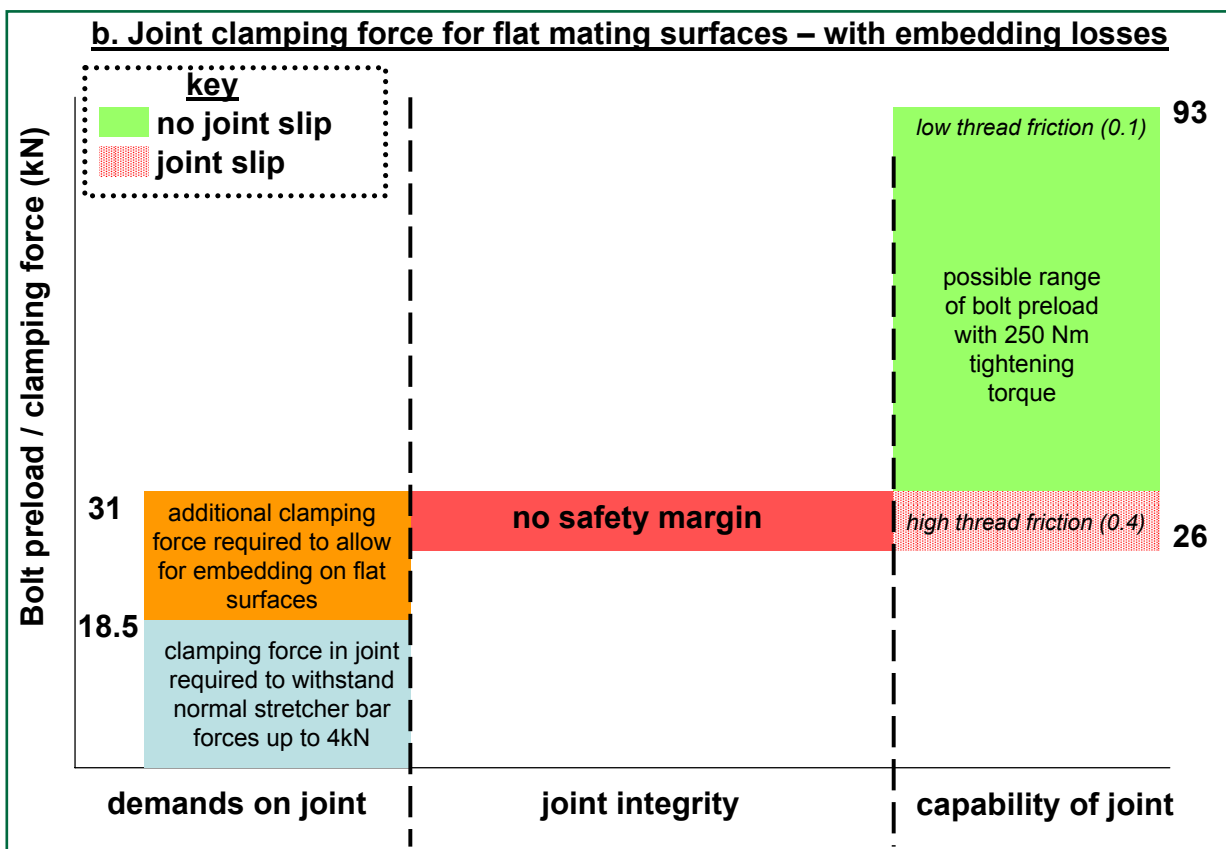 b. Joint clamping force for flat mating surfaces – with embedding losses
key
no joint slip
joint slip
Bolt preload / clamping force (kN)
93
low thread friction (0.1)
possible range
of bolt preload
with 250 Nm
tightening
torque
31
additional clamping
force required to allow
for embedding on flat
surfaces
no safety margin
high thread friction (0.4)
26
18.5
clamping force in joint
required to withstand
normal stretcher bar
forces up to 4kN
demands on joint
joint integrity
capability of joint